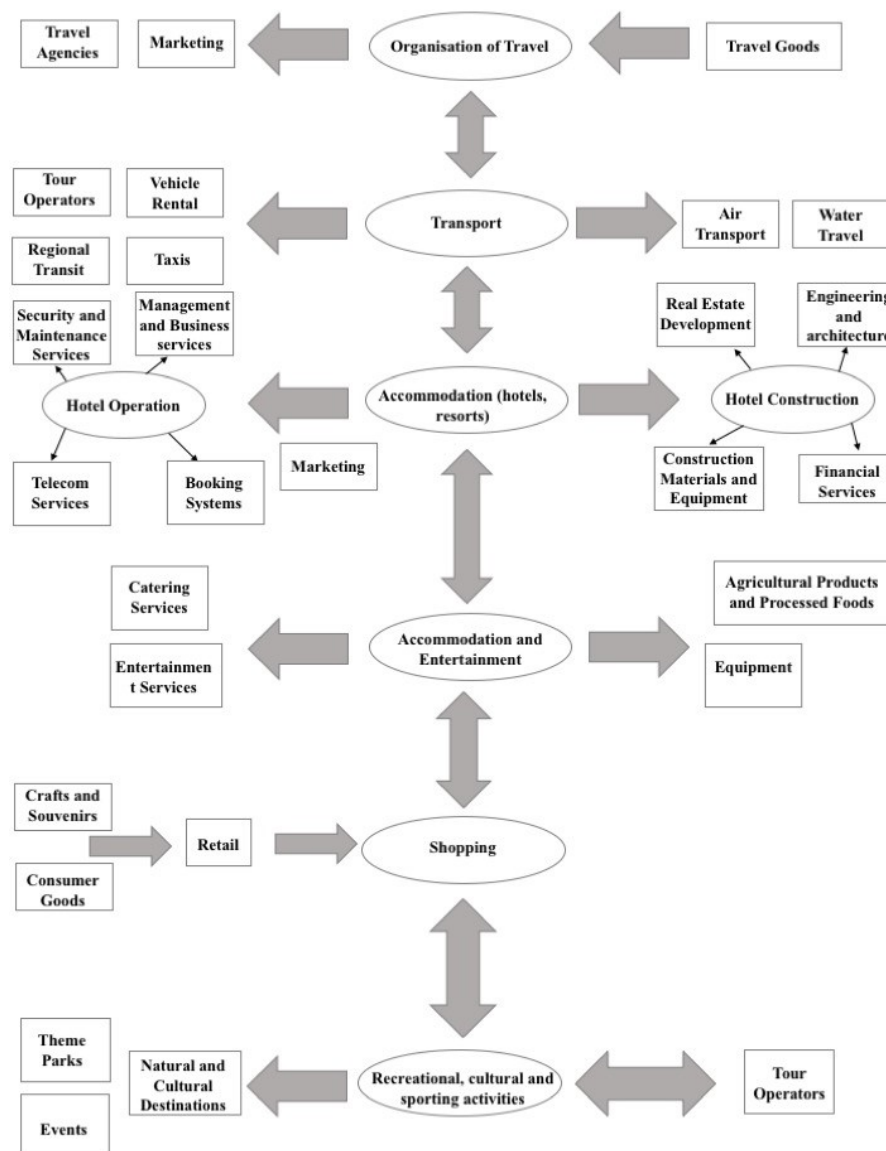 Travel
Agencies
Marketing
Organisation of Travel
Travel Goods
Tour
Operators
Vehicle
Rental
Transport
Air
Transport
Water
Travel
Regional
Transit
Taxis
Security and
Maintenance
Services
Management
and Business
services
Real Estate
Development
Engineering
and
architecture
Hotel Operation
Accommodation (hotels,
resorts)
Hotel Construction
Telecom
Services
Booking
Systems
Marketing
Construction
Materials and
Equipment
Financial
Services
Catering
Services
Agricultural Products
and Processed Foods
Entertainmen
t Services
Accommodation and
Entertainment
Equipment
Crafts and
Souvenirs
Retail
Shopping
Consumer
Goods
Theme
Parks
Natural and
Cultural
Destinations
Recreational, cultural and
sporting activities
Tour
Operators
Events